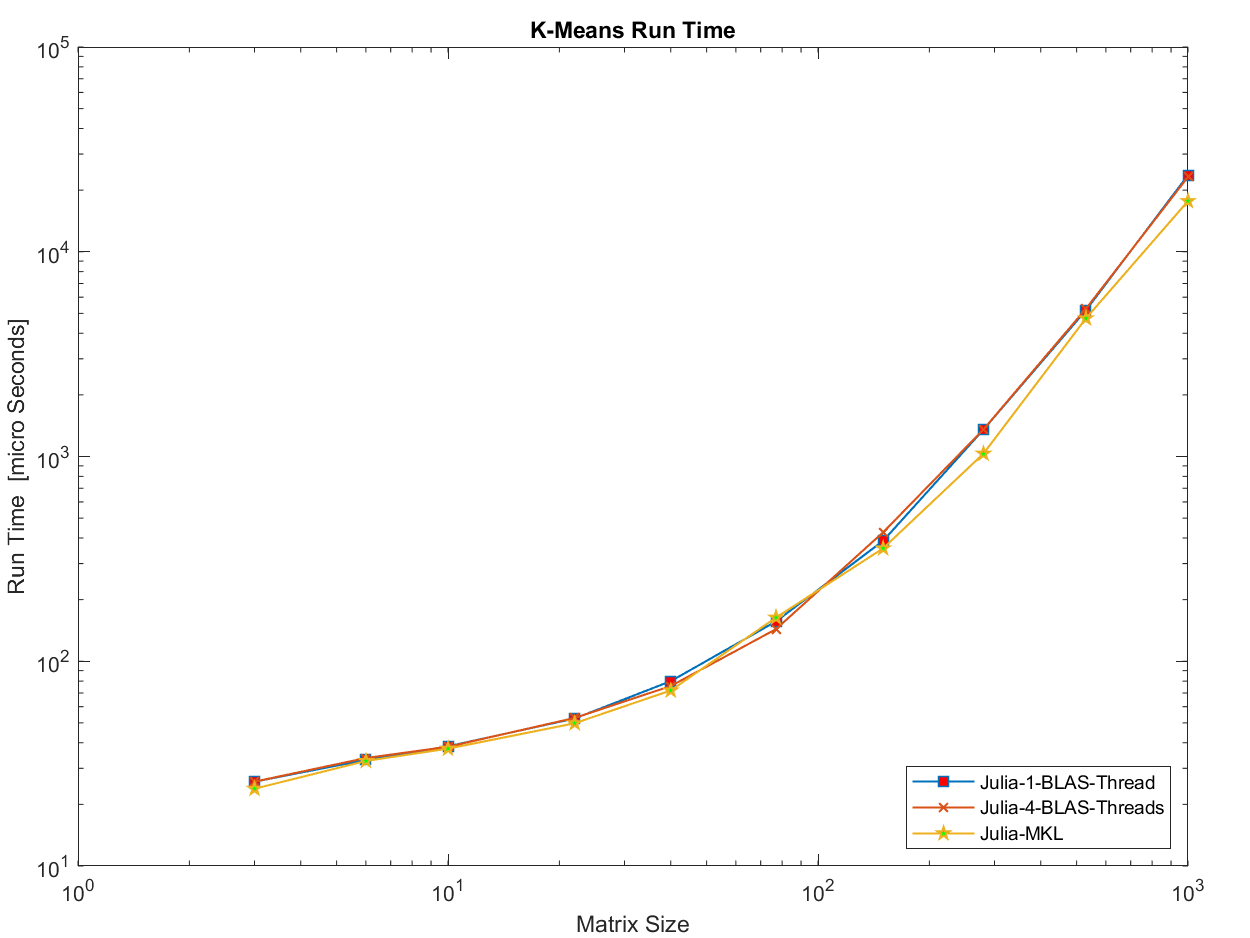 K-Means Run Time
10^5
10^4
10^3
10^2
10^1
Run Time [micro Seconds]
10^0
10^1
10^2
10^3
Matrix Size
Julia-1-BLAS-Thread
Julia-4-BLAS-Threads
Julia-MKL